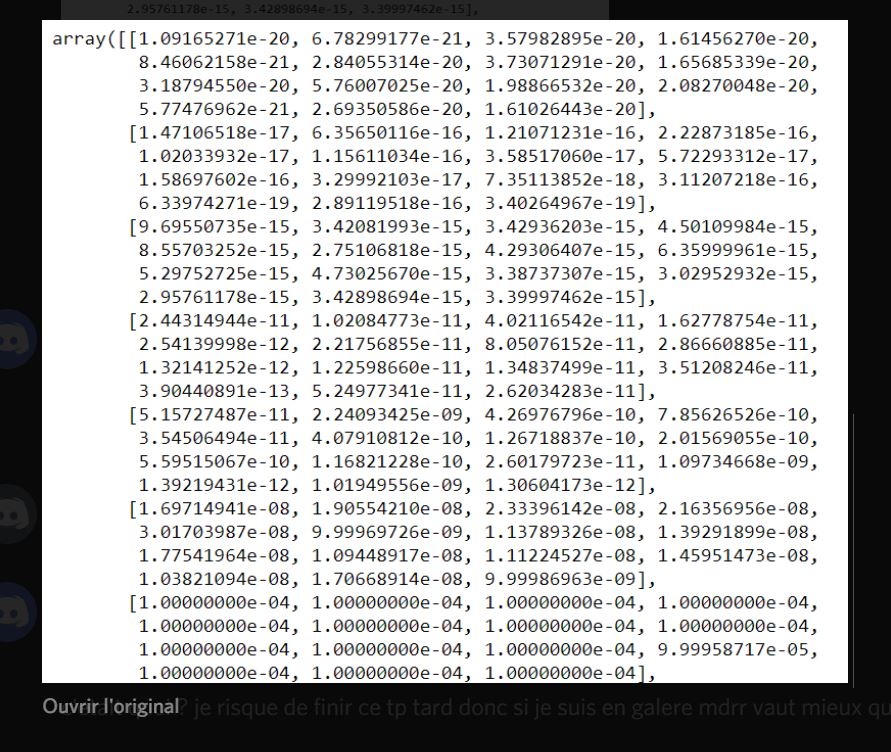 2.95761178e-15, 3.42898694e-15, 3.39997462e-15],
array([[1.09165271e-20, 6.78299177e-21, 3.57982895e-20, 1.61456270e-20,
8.46062158e-21, 2.84055314e-20, 3.73071291e-20, 1.65685339e-20,
3.18794550e-20, 5.76007025e-20, 1.98866532e-20, 2.08270048e-20,
5.77476962e-21, 2.69350586e-20, 1.61026443e-20],
[1.47106518e-17, 6.35650116e-16, 1.21071231e-16, 2.22873185e-16,
1.02033932e-17, 1.15611034e-16, 3.58517060e-17, 5.72293312e-17,
1.58697602e-16, 3.29992103e-17, 7.35113852e-18, 3.11207218e-16,
6.33974271e-19, 2.89119518e-16, 3.40264967e-19],
[9.69550735e-15, 3.42081993e-15, 3.42936203e-15, 4.50109984e-15,
8.55703252e-15, 2.75106818e-15, 4.29306407e-15, 6.35999961e-15,
5.29752725e-15, 4.73025670e-15, 3.38737307e-15, 3.02952932e-15,
2.95761178e-15, 3.42898694e-15, 3.39997462e-15],
[2.44314944e-11, 1.02084773e-11, 4.02116542e-11, 1.62778754e-11,
2.54139998e-12, 2.21756855e-11, 8.05076152e-11, 2.86660885e-11,
1.32141252e-12, 1.22598660e-11, 1.34837499e-11, 3.51208246e-11,
3.90440891e-13, 5.24977341e-11, 2.62034283e-11],
[5.15727487e-11, 2.24093425e-09, 4.26976796e-10, 7.85626526e-10,
3.54506494e-11, 4.07910812e-10, 1.26718837e-10, 2.01569055e-10,
5.59515067e-10, 1.16821228e-10, 2.60179723e-11, 1.09734668e-09,
1.39219431e-12, 1.01949556e-09, 1.30604173e-12],
[1.69714941e-08, 1.90554210e-08, 2.33396142e-08, 2.16356956e-08,
3.01703987e-08, 9.99969726e-09, 1.13789326e-08, 1.39291899e-08,
1.77541964e-08, 1.09448917e-08, 1.11224527e-08, 1.45951473e-08,
1.03821094e-08, 1.70668914e-08, 9.99986963e-09],
[1.00000000e-04, 1.00000000e-04, 1.00000000e-04, 1.00000000e-04,
1.00000000e-04, 1.00000000e-04, 1.00000000e-04, 1.00000000e-04,
1.00000000e-04, 1.00000000e-04, 1.00000000e-04, 9.99958717e-05,
1.00000000e-04, 1.00000000e-04, 1.00000000e-04],
Ouvrir l'original ? je risque de finir ce tp tard donc si je suis en galere mdrr vaut mieux